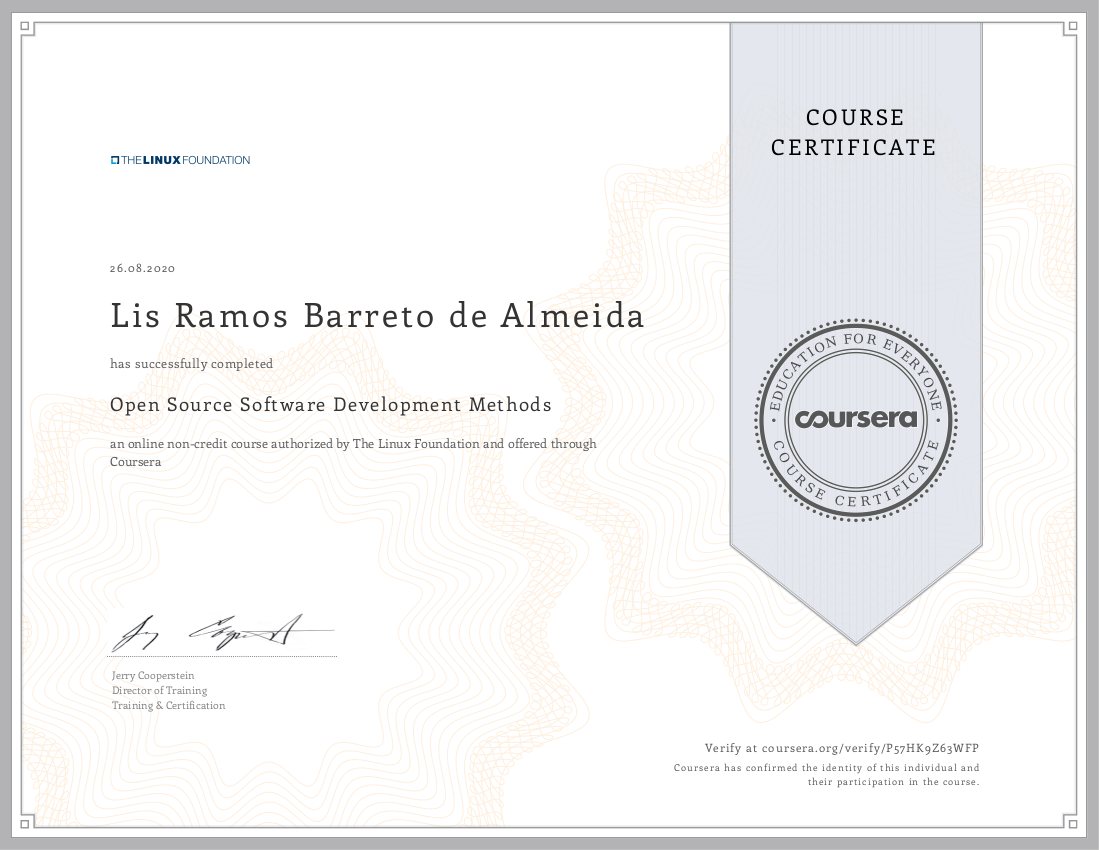 COURSE
CERTIFICATE
THE LINUX FOUNDATION
26.08.2020
Lis Ramos Barreto de Almeida
has successfully completed
Open Source Software Development Methods
an online non-credit course authorized by The Linux Foundation and offered through
Coursera
• EDUCATION FOR EVERYONE •
coursera
COURSE CERTIFICATE
Jerry Cooperstein
Director of Training
Training & Certification
Verify at coursera.org/verify/P57HK9Z63WFP
Coursera has confirmed the identity of this individual and
their participation in the course.